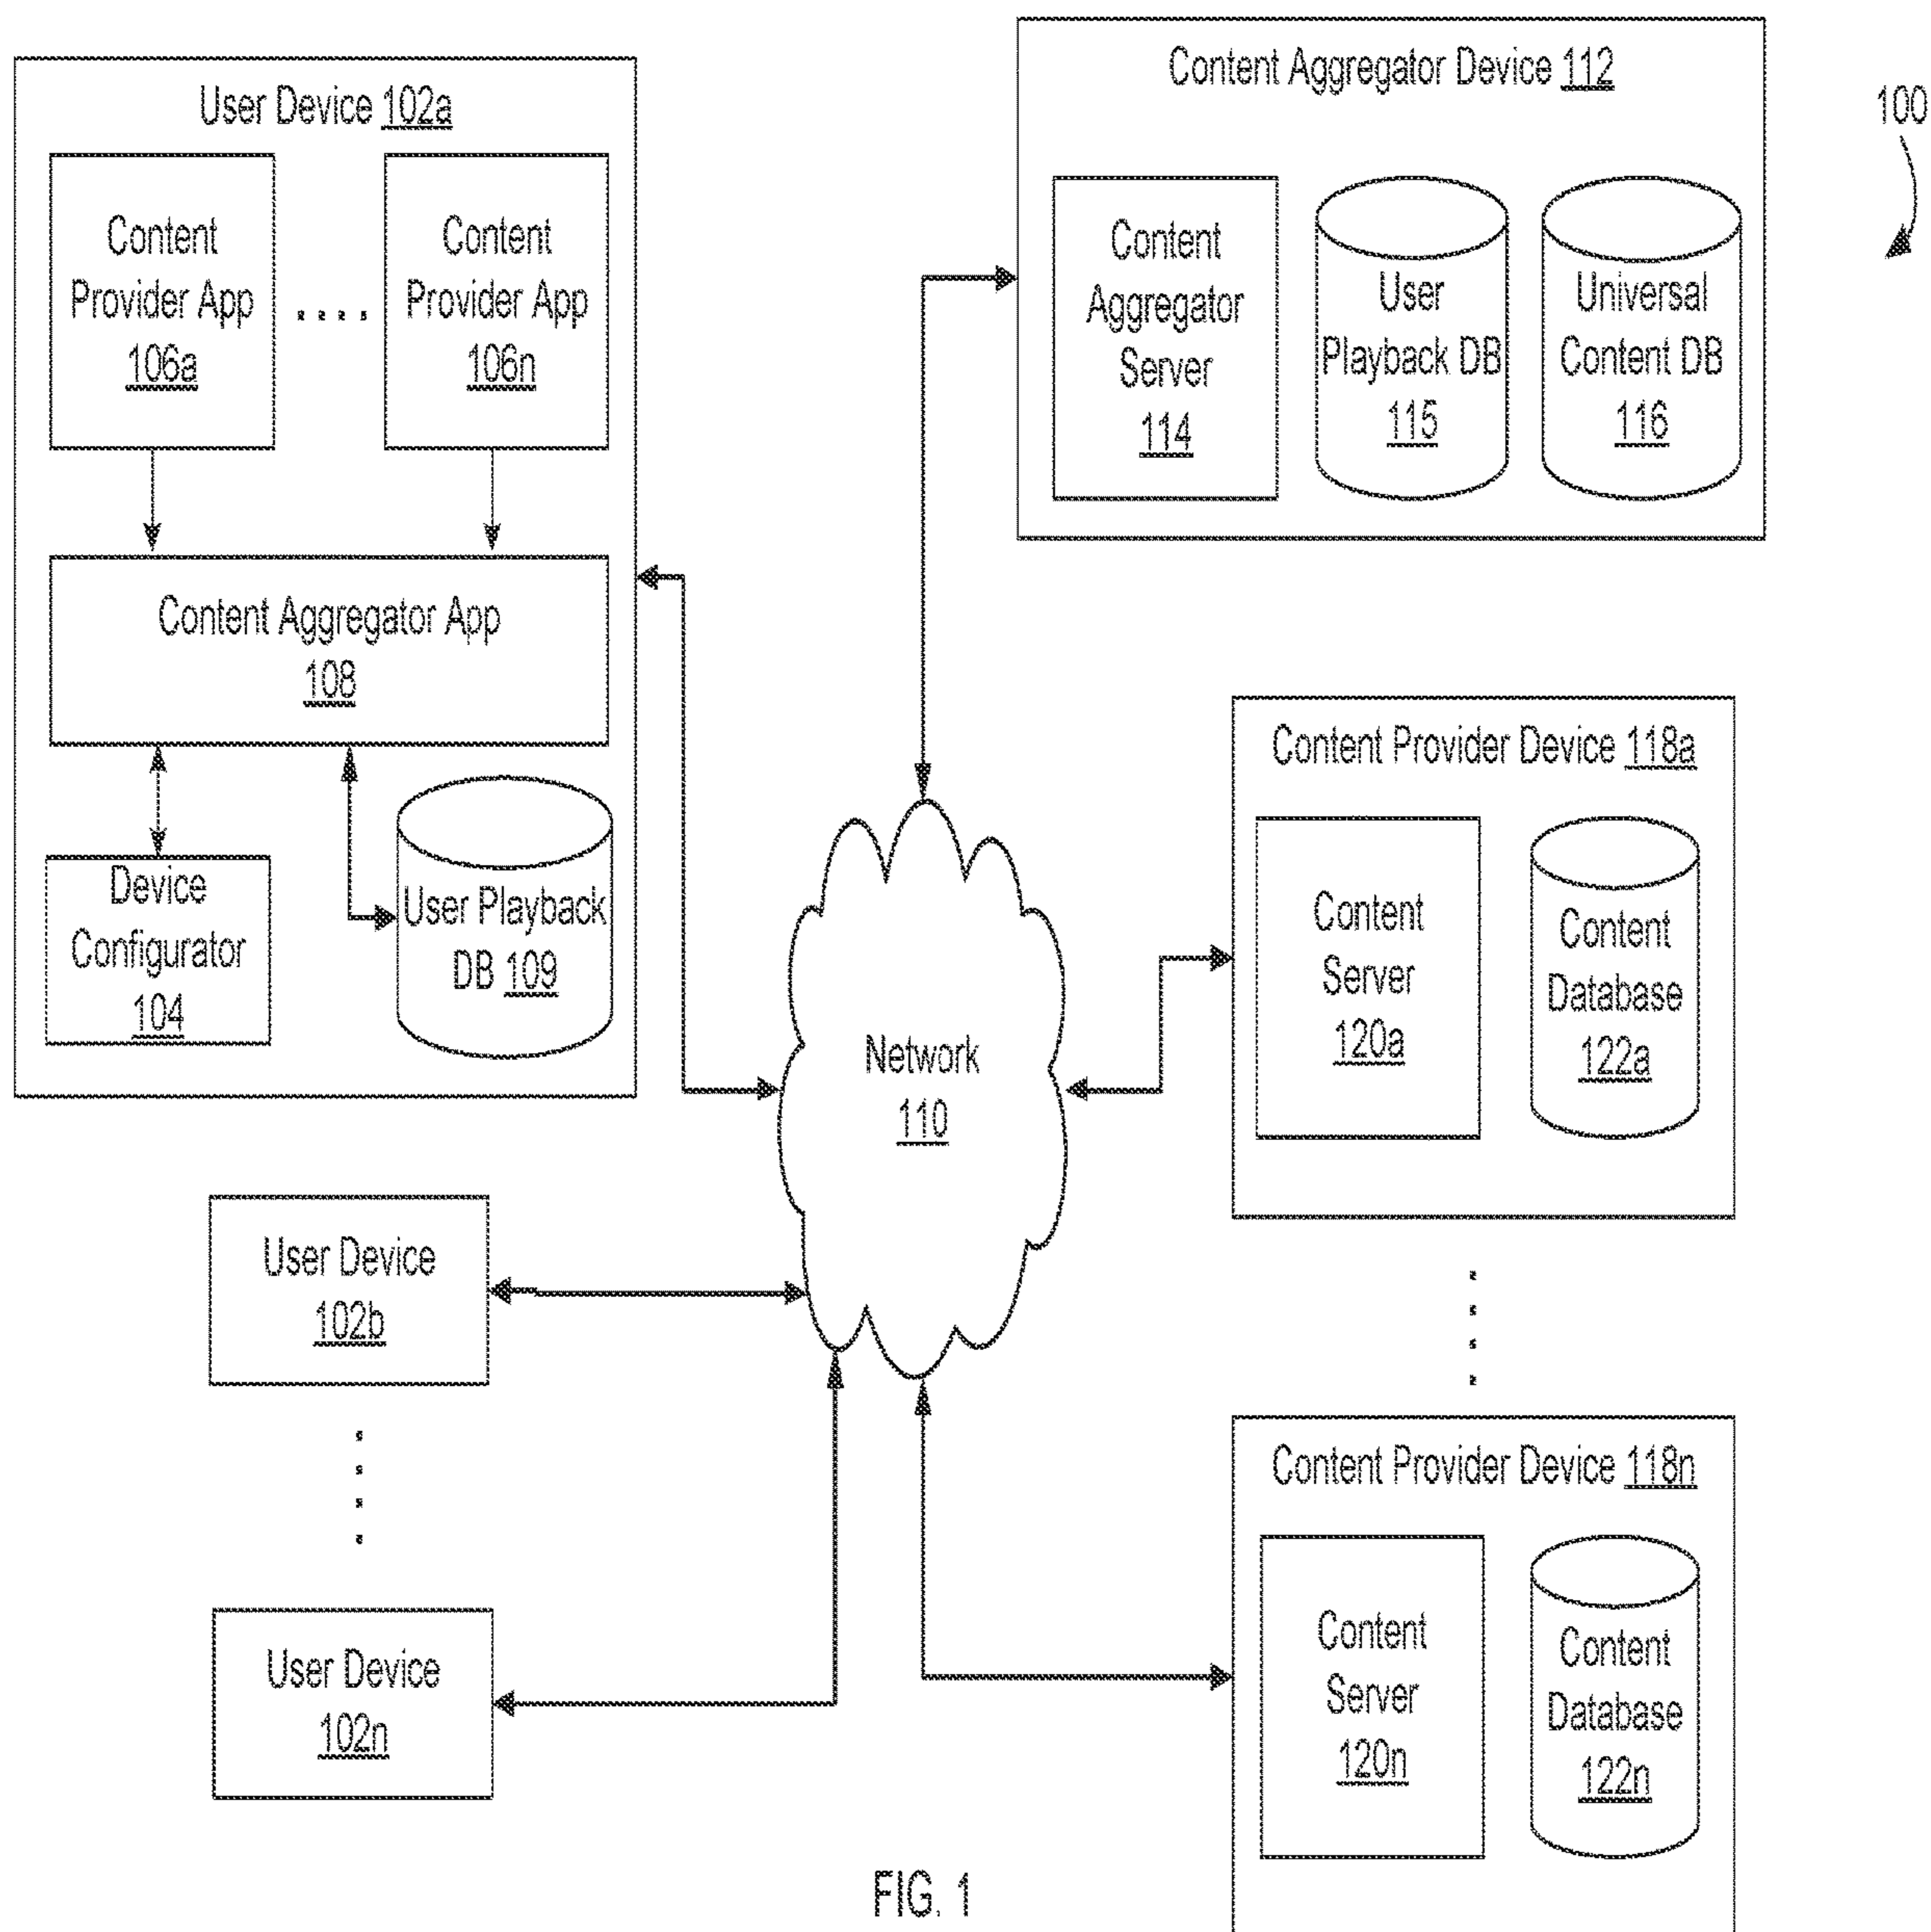 User Device 102a
Content
Provider App
106a
. . . .
Content
Provider App
106n
Content Aggregator App
108
Device
Configurator
104
User Playback
DB 109
Content Aggregator Device 112
Content
Aggregator
Server
114
User
Playback DB
115
Universal
Content DB
116
100
Network
110
Content Provider Device 118a
Content
Server
120a
Content
Database
122a
User Device
102b
User Device
102n
Content Provider Device 118n
Content
Server
120n
Content
Database
122n
FIG. 1